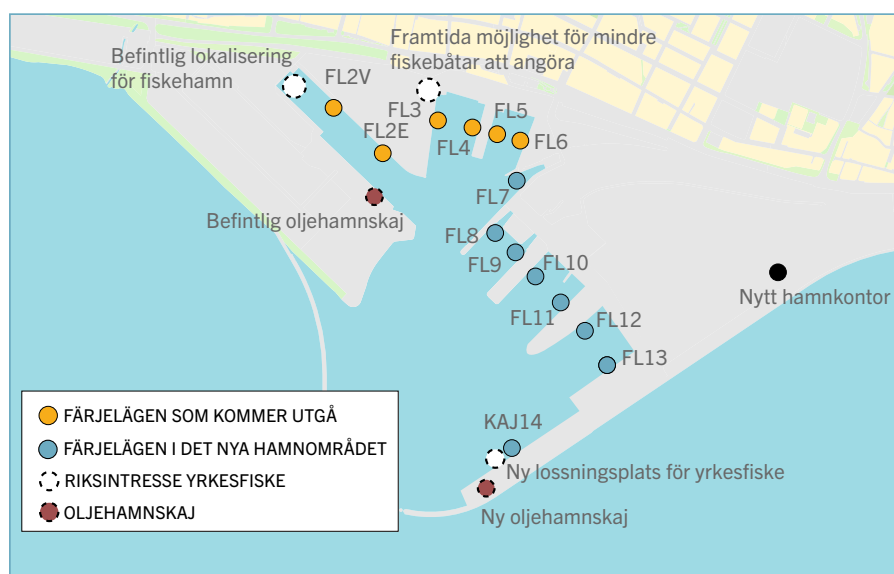 Befintlig lokalisering
för fiskehamn
Framtida möjlighet för mindre
fiskebåtar att angöra
FL2V
FL2E
FL3
FL4
FL5
FL6
FL7
Befintlig oljehamnskaj
FL8
FL9
FL10
FL11
FL12
FL13
Nytt hamnkontor
KAJ14
Ny lossningsplats för yrkesfiske
Ny oljehamnskaj
FÄRJELÄGEN SOM KOMMER UTGÅ
FÄRJELÄGEN I DET NYA HAMNOMRÅDET
RIKSINTRESSE YRKESFISKE
OLJEHAMNSKAJ